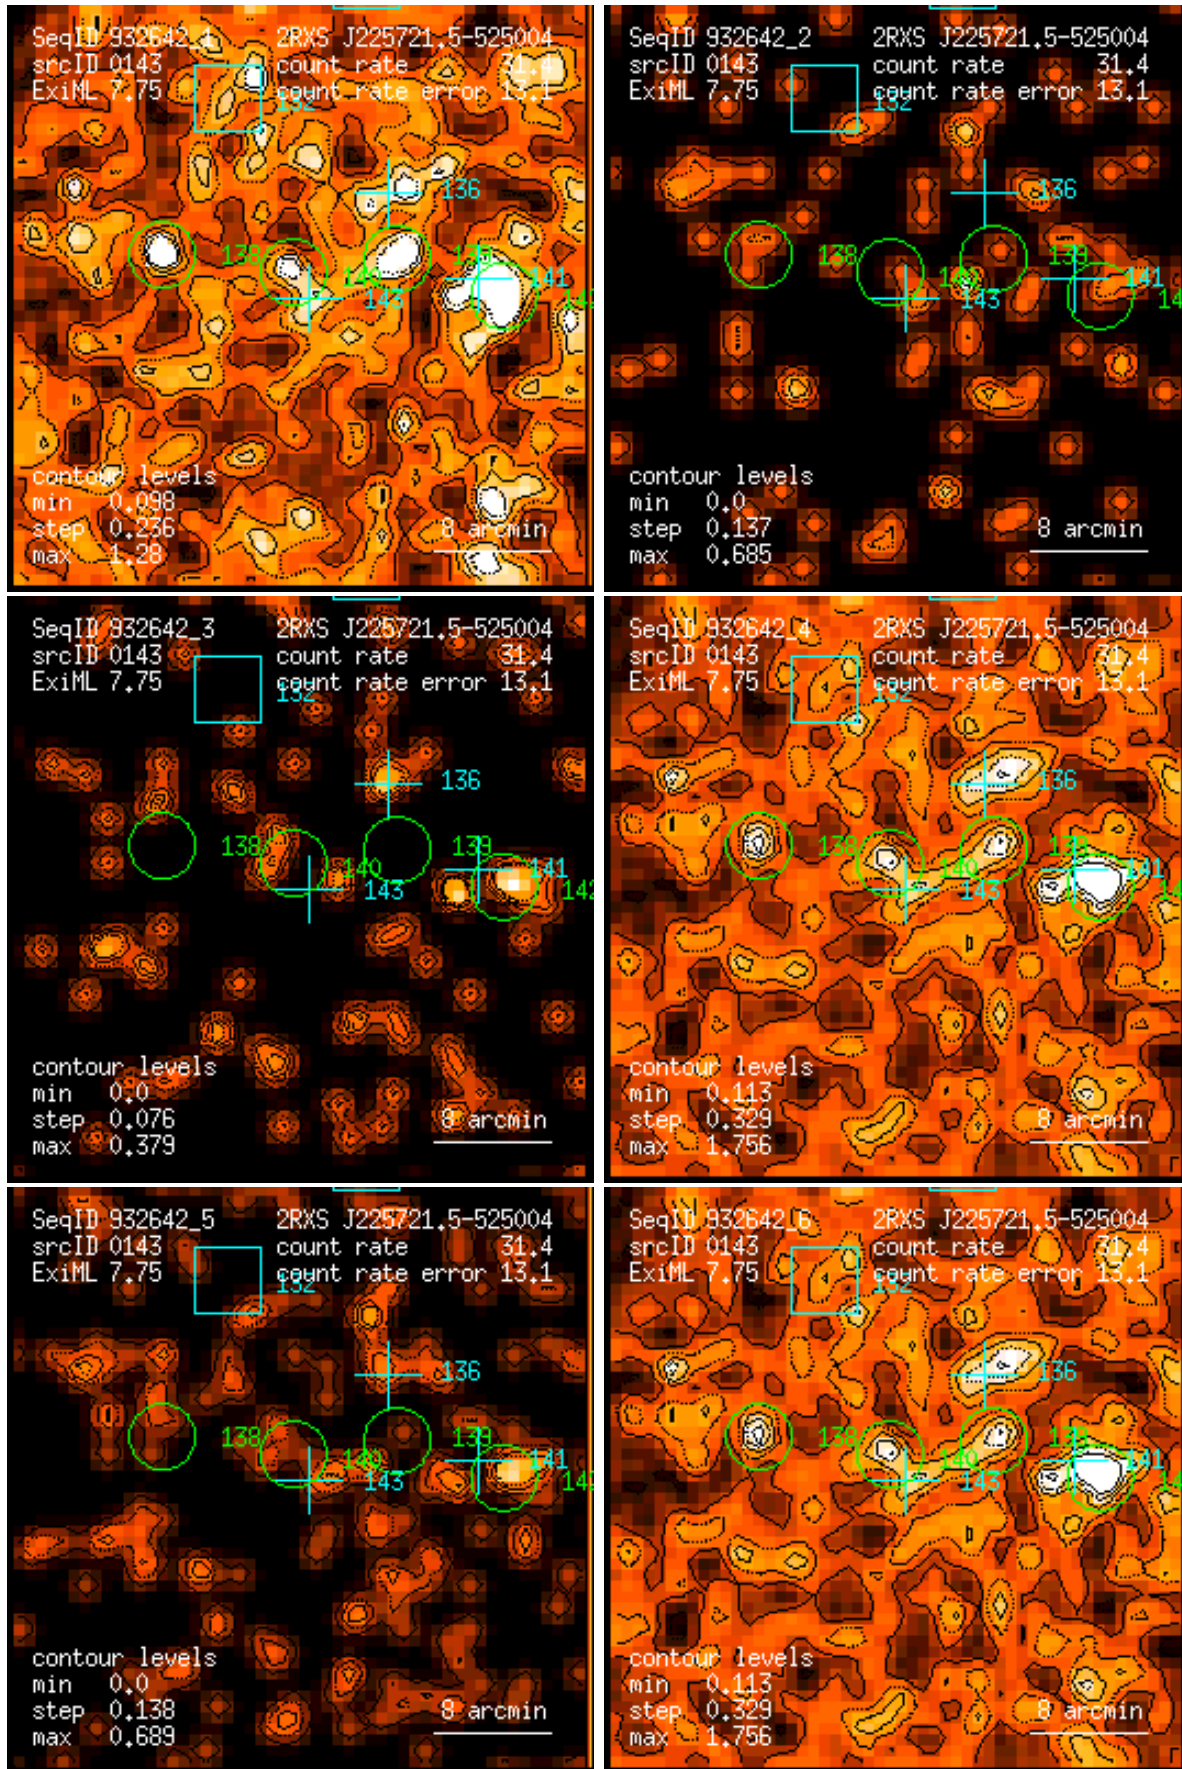 SeqID 932642_1 2RXS J225721.5-525004
srcID 0143 count rate 31.4
ExiML 7.75 count rate error 13.1
132
136
138 139
140 141
143 142
contour levels
min 0.098
step 0.236 8 arcmin
max 1.28
SeqID 932642_2 2RXS J225721.5-525004
srcID 0143 count rate 31.4
ExiML 7.75 count rate error 13.1
132
136
138 139
140 141
143 14
contour levels
min 0.0
step 0.137 8 arcmin
max 0.685
SeqID 932642_3 2RXS J225721.5-525004
srcID 0143 count rate 31.4
ExiML 7.75 count rate error 13.1
132
136
138 139
140 141
143 142
contour levels
min 0.0
step 0.076 8 arcmin
max 0.379
SeqID 932642_4 2RXS J225721.5-525004
srcID 0143 count rate 31.4
ExiML 7.75 count rate error 13.1
132
136
138 139
140 141
143 14
contour levels
min 0.113
step 0.329 8 arcmin
max 1.756
SeqID 932642_5 2RXS J225721.5-525004
srcID 0143 count rate 31.4
ExiML 7.75 count rate error 13.1
132
136
138 139
140 141
143 142
contour levels
min 0.0
step 0.138 8 arcmin
max 0.689
SeqID 932642_6 2RXS J225721.5-525004
srcID 0143 count rate 31.4
ExiML 7.75 count rate error 13.1
132
136
138 139
140 141
143 14
contour levels
min 0.113
step 0.329 8 arcmin
max 1.756